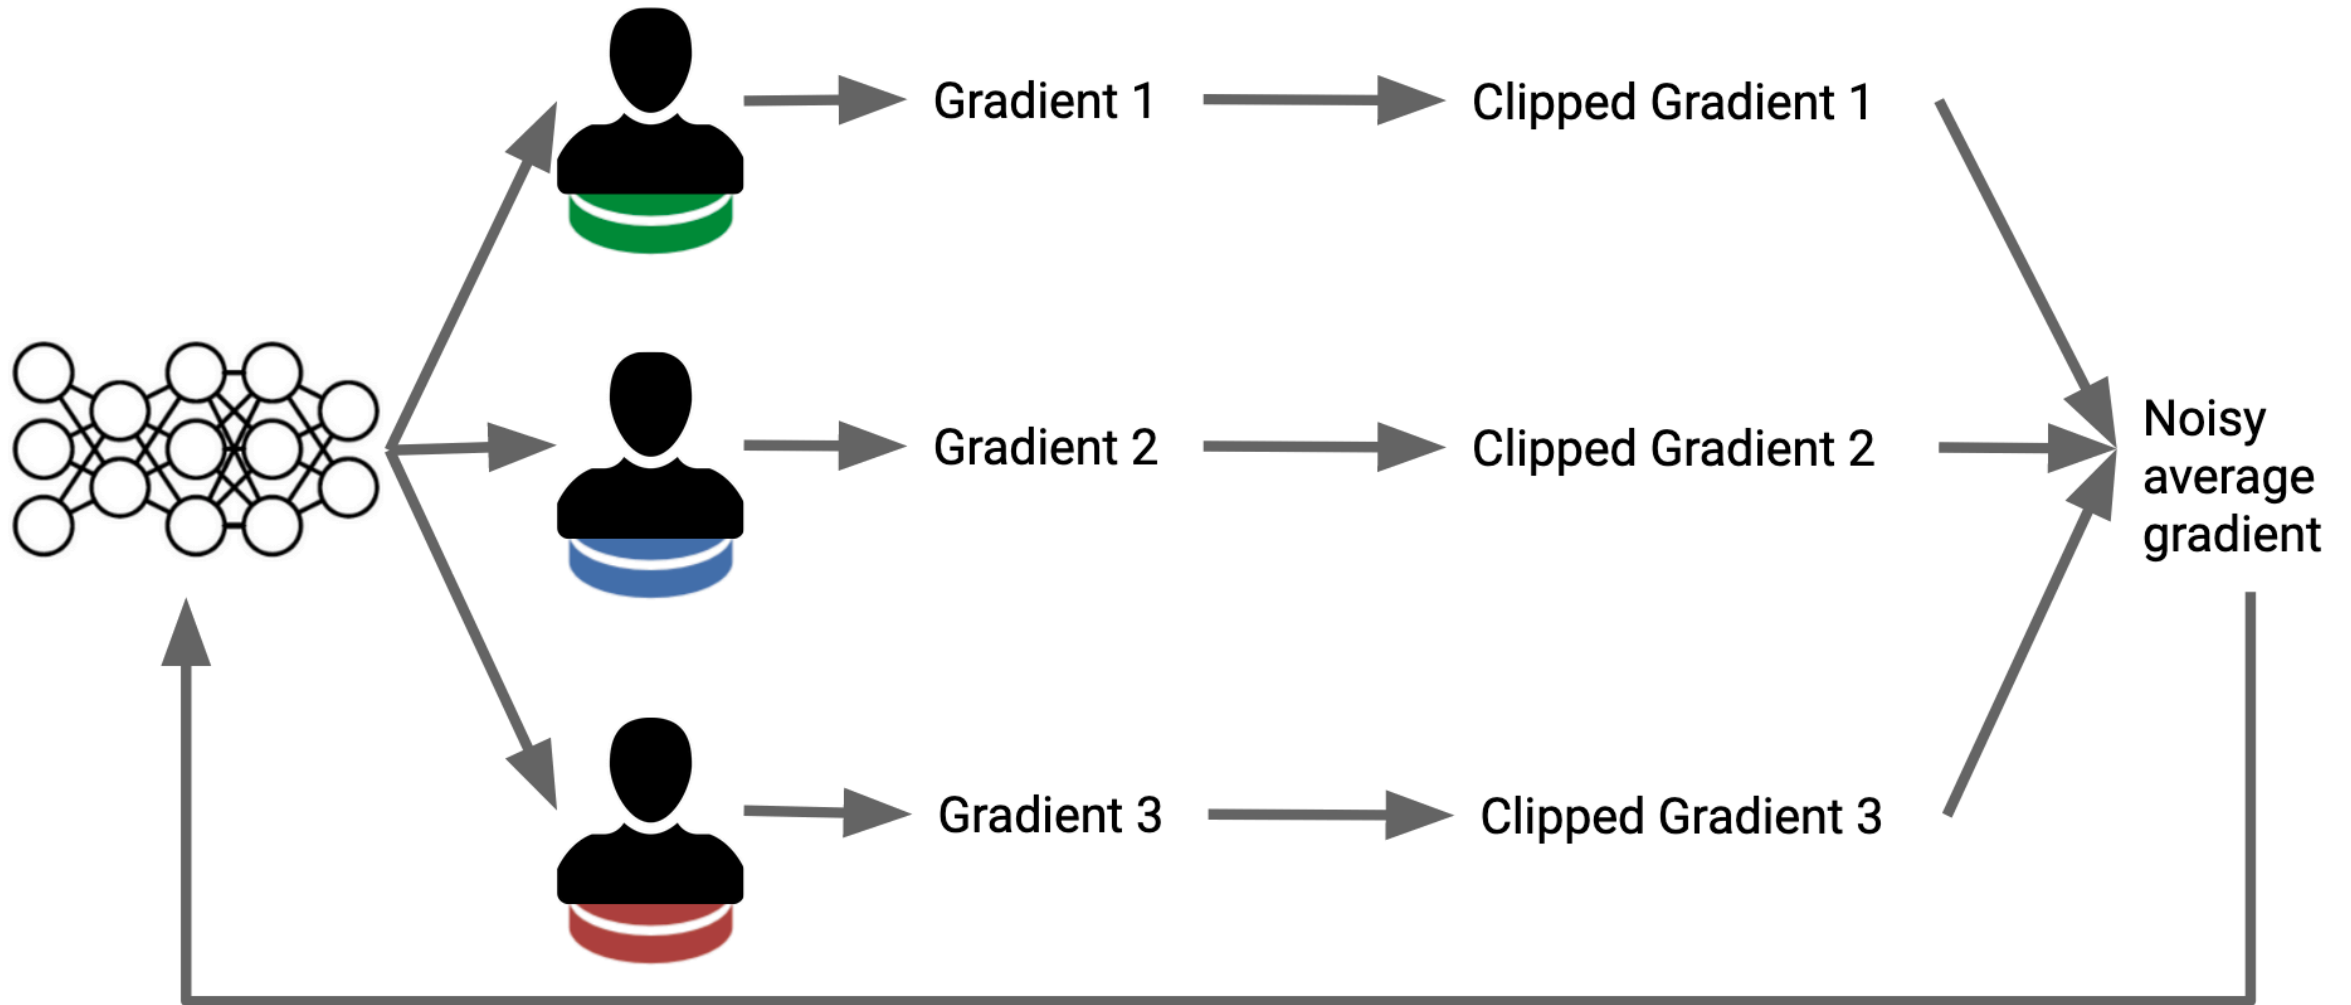 Gradient 1
Clipped Gradient 1
Gradient 2
Clipped Gradient 2
Noisy
average
gradient
Gradient 3
Clipped Gradient 3